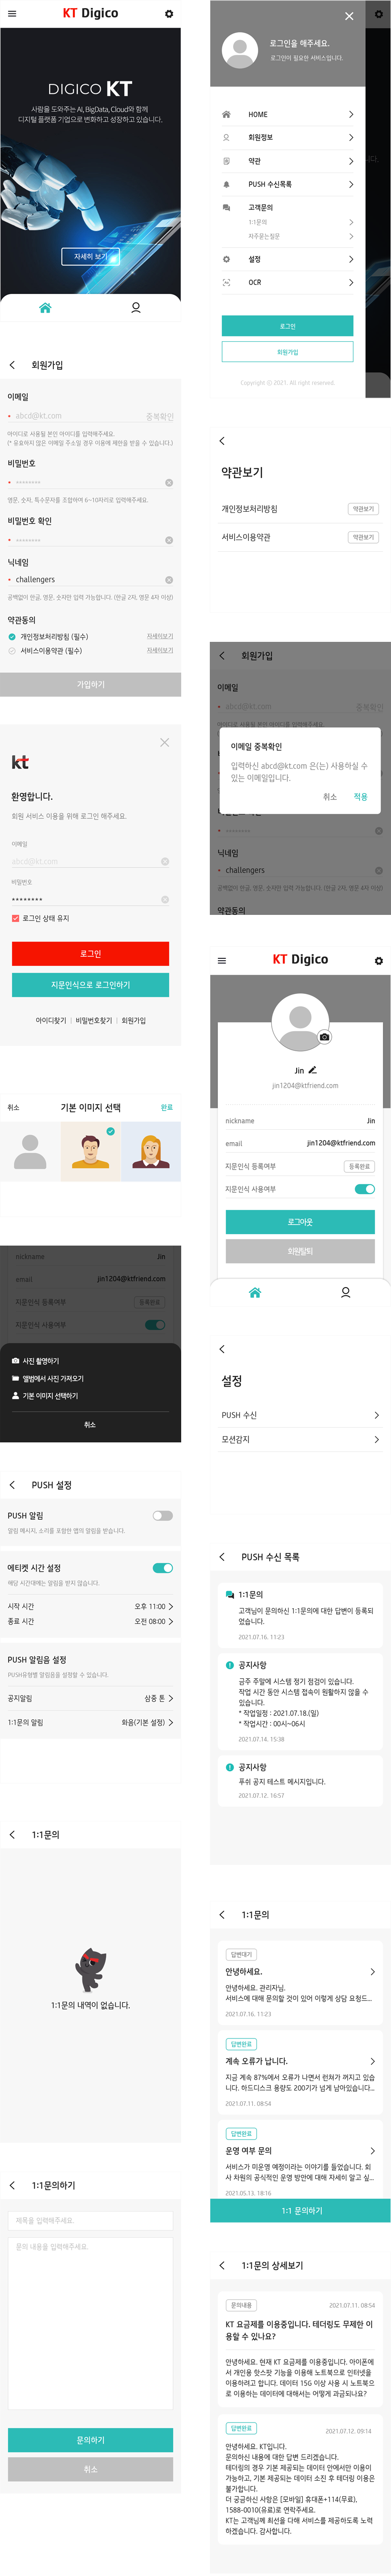 KT Digico
DIGICO KT
사람을 도와주는 AI, BigData, Cloud와 함께
디지털 플랫폼 기업으로 변화하고 성장하고 있습니다.
자세히 보기
로그인을 해주세요.
로그인이 필요한 서비스입니다.
HOME
회원정보
약관
PUSH 수신목록
고객문의
1:1문의
자주묻는질문
설정
OCR
로그인
회원가입
Copyright ⓒ 2021. All right reserved.
회원가입
이메일
• abcd@kt.com 중복확인
아이디로 사용될 본인 아이디를 입력해주세요.
(* 유효하지 않은 이메일 주소일 경우 이용에 제한을 받을 수 있습니다.)
비밀번호
• ********
영문, 숫자, 특수문자를 조합하여 6~10자리로 입력해주세요.
비밀번호 확인
• ********
닉네임
• challengers
공백없이 한글, 영문, 숫자만 입력 가능합니다. (한글 2자, 영문 4자 이상)
약관동의
개인정보처리방침 (필수) 자세히보기
서비스이용약관 (필수) 자세히보기
가입하기
약관보기
개인정보처리방침 약관보기
서비스이용약관 약관보기
회원가입
이메일
• abcd@kt.com 중복확인
이메일 중복확인
입력하신 abcd@kt.com 은(는) 사용하실 수
있는 이메일입니다.
취소 적용
• ********
닉네임
• challengers
공백없이 한글, 영문, 숫자만 입력 가능합니다. (한글 2자, 영문 4자 이상)
약관동의
kt
환영합니다.
회원 서비스 이용을 위해 로그인 해주세요.
이메일
abcd@kt.com
비밀번호
********
로그인 상태 유지
로그인
지문인식으로 로그인하기
아이디찾기 | 비밀번호찾기 | 회원가입
KT Digico
Jin
jin1204@ktfriend.com
nickname Jin
email jin1204@ktfriend.com
지문인식 등록여부 등록완료
지문인식 사용여부
로그아웃
회원탈퇴
취소 기본 이미지 선택 완료
nickname Jin
email jin1204@ktfriend.com
지문인식 등록여부 등록완료
지문인식 사용여부
사진 촬영하기
앨범에서 사진 가져오기
기본 이미지 선택하기
취소
설정
PUSH 수신
모션감지
PUSH 설정
PUSH 알림
알림 메시지, 소리를 포함한 앱의 알림을 받습니다.
에티켓 시간 설정
해당 시간대에는 알림을 받지 않습니다.
시작 시간 오후 11:00
종료 시간 오전 08:00
PUSH 알림음 설정
PUSH유형별 알림음을 설정할 수 있습니다.
공지알림 삼중 톤
1:1문의 알림 화음(기본 설정)
PUSH 수신 목록
1:1문의
고객님이 문의하신 1:1문의에 대한 답변이 등록되
었습니다.
2021.07.16. 11:23
공지사항
금주 주말에 시스템 정기 점검이 있습니다.
작업 시간 동안 시스템 접속이 원활하지 않을 수
있습니다.
* 작업일정 : 2021.07.18.(일)
* 작업시간 : 00시~06시
2021.07.14. 15:38
공지사항
푸쉬 공지 테스트 메시지입니다.
2021.07.12. 16:57
1:1문의
1:1문의 내역이 없습니다.
1:1문의
답변대기
안녕하세요.
안녕하세요. 관리자님.
서비스에 대해 문의할 것이 있어 이렇게 상담 요청드...
2021.07.16. 11:23
답변완료
계속 오류가 납니다.
지금 계속 87%에서 오류가 나면서 런쳐가 꺼지고 있습
니다. 하드디스크 용량도 200기가 넘게 남아있습니다...
2021.07.11. 08:54
답변완료
운영 여부 문의
서비스가 미운영 예정이라는 이야기를 들었습니다. 회
사 차원의 공식적인 운영 방안에 대해 자세히 알고 싶...
2021.05.13. 18:16
1:1 문의하기
1:1문의하기
제목을 입력해주세요.
문의 내용을 입력해주세요.
문의하기
취소
1:1문의 상세보기
문의내용 2021.07.11. 08:54
KT 요금제를 이용중입니다. 테더링도 무제한 이
용할 수 있나요?
안녕하세요. 현재 KT 요금제를 이용중입니다. 아이폰에
서 개인용 핫스팟 기능을 이용해 노트북으로 인터넷을
이용하려고 합니다. 데이터 15G 이상 사용 시 노트북으
로 이용하는 데이터에 대해서는 어떻게 과금되나요?
답변완료 2021.07.12. 09:14
안녕하세요. KT입니다.
문의하신 내용에 대한 답변 드리겠습니다.
테더링의 경우 기본 제공되는 데이터 안에서만 이용이
가능하고, 기본 제공되는 데이터 소진 후 테더링 이용은
불가합니다.
더 궁금하신 사항은 [모바일] 휴대폰+114(무료),
1588-0010(유료)로 연락주세요.
KT는 고객님께 최선을 다해 서비스를 제공하도록 노력
하겠습니다. 감사합니다.